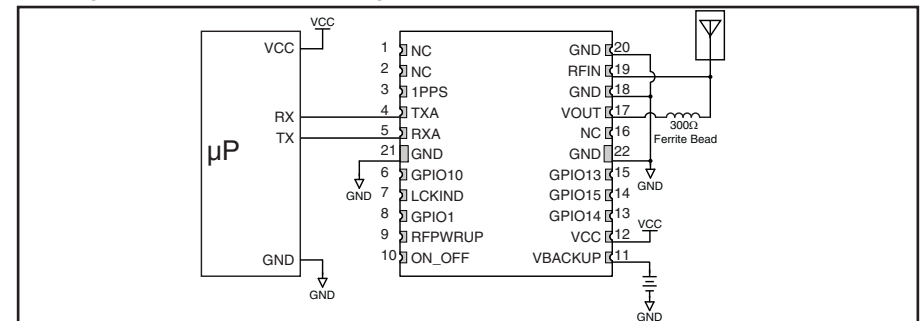 VCC
VCC
RX
TX
µP
GND
GND
1 NC
2 NC
3 1PPS
4 TXA
5 RXA
21 GND
GND
6 GPIO10
7 LCKIND
8 GPIO1
9 RFPWRUP
10 ON_OFF
GND 20
RFIN 19
GND 18
VOUT 17
300Ω
Ferrite Bead
NC 16
GND 22
GND
GPIO13 15
GPIO15 14
GPIO14 13
VCC
VCC 12
VBACKUP 11
GND